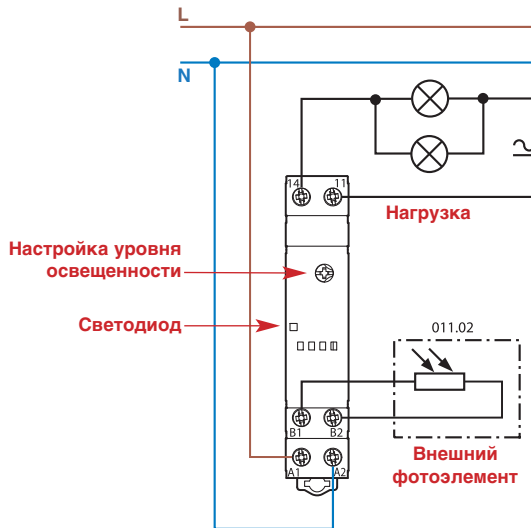 L
N
14 11
Нагрузка
Настройка уровня
освещенности
Светодиод
011.02
B1 B2
Внешний
фотоэлемент
A1 A2